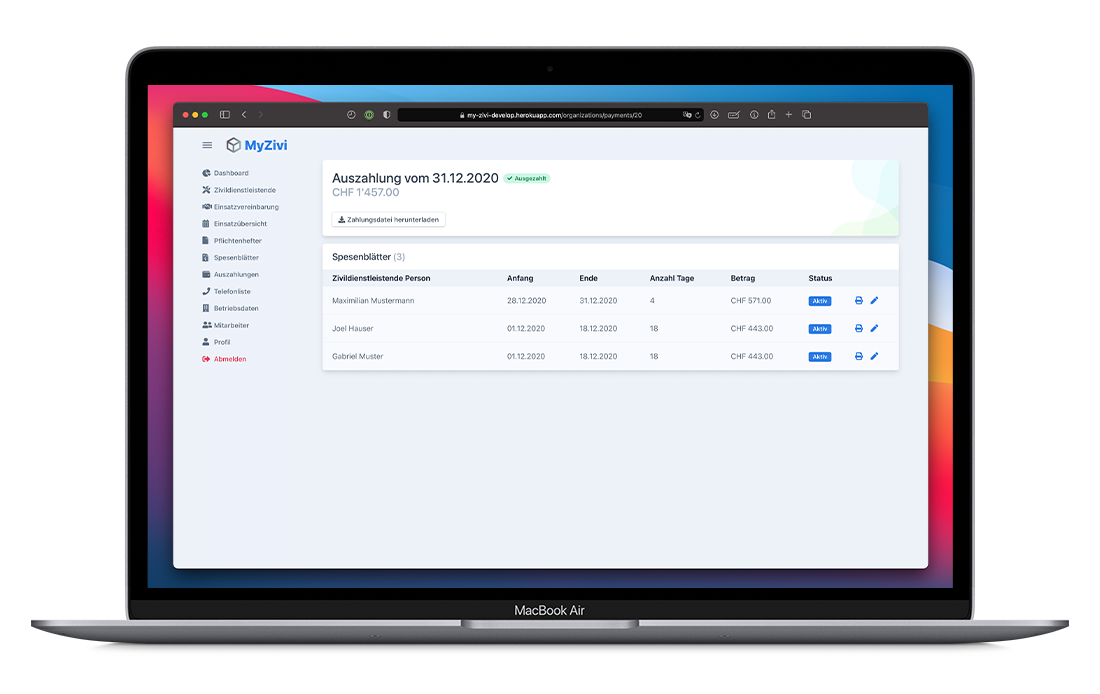 my-zivi-develop.herokuapp.com/organizations/payments/20
MyZivi
Dashboard
Zivildienstleistende
Einsatzvereinbarung
Einsatzübersicht
Pflichtenhefter
Spesenblätter
Auszahlungen
Telefonliste
Betriebsdaten
Mitarbeiter
Profil
Abmelden
Auszahlung vom 31.12.2020 Ausgezahlt
CHF 1'457.00
Zahlungsdatei herunterladen
Spesenblätter (3)
Zivildienstleistende Person Anfang Ende Anzahl Tage Betrag Status
Maximilian Mustermann 28.12.2020 31.12.2020 4 CHF 571.00 Aktiv
Joel Hauser 01.12.2020 18.12.2020 18 CHF 443.00 Aktiv
Gabriel Muster 01.12.2020 18.12.2020 18 CHF 443.00 Aktiv
MacBook Air